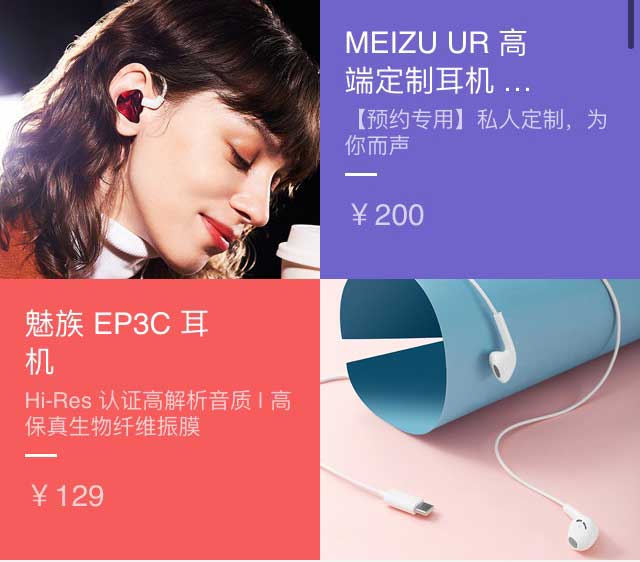 MEIZU UR 高
端定制耳机 ...
【预约专用】私人定制，为
你而声
￥200
魅族 EP3C 耳
机
Hi-Res 认证高解析音质 l 高
保真生物纤维振膜
￥129